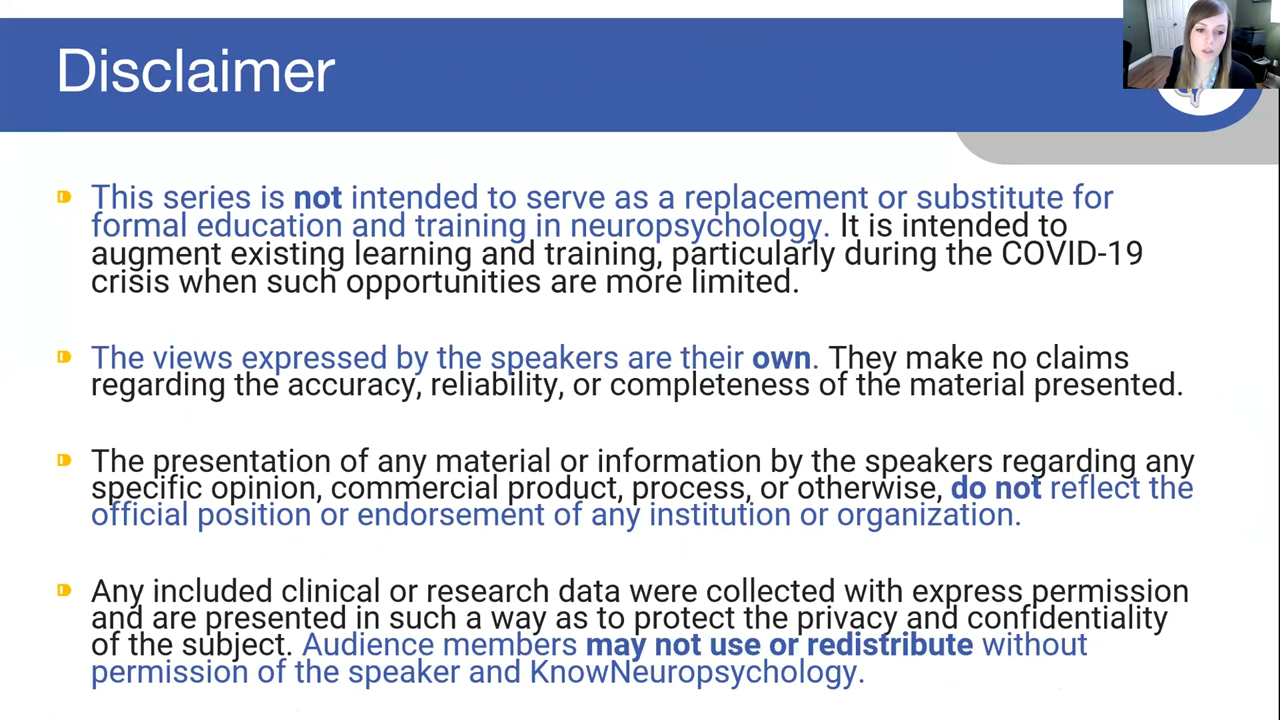 Disclaimer
This series is not intended to serve as a replacement or substitute for
formal education and training in neuropsychology. It is intended to
augment existing learning and training, particularly during the COVID-19
crisis when such opportunities are more limited.
The views expressed by the speakers are their own. They make no claims
regarding the accuracy, reliability, or completeness of the material presented.
The presentation of any material or information by the speakers regarding any
specific opinion, commercial product, process, or otherwise, do not reflect the
official position or endorsement of any institution or organization.
Any included clinical or research data were collected with express permission
and are presented in such a way as to protect the privacy and confidentiality
of the subject. Audience members may not use or redistribute without
permission of the speaker and KnowNeuropsychology.